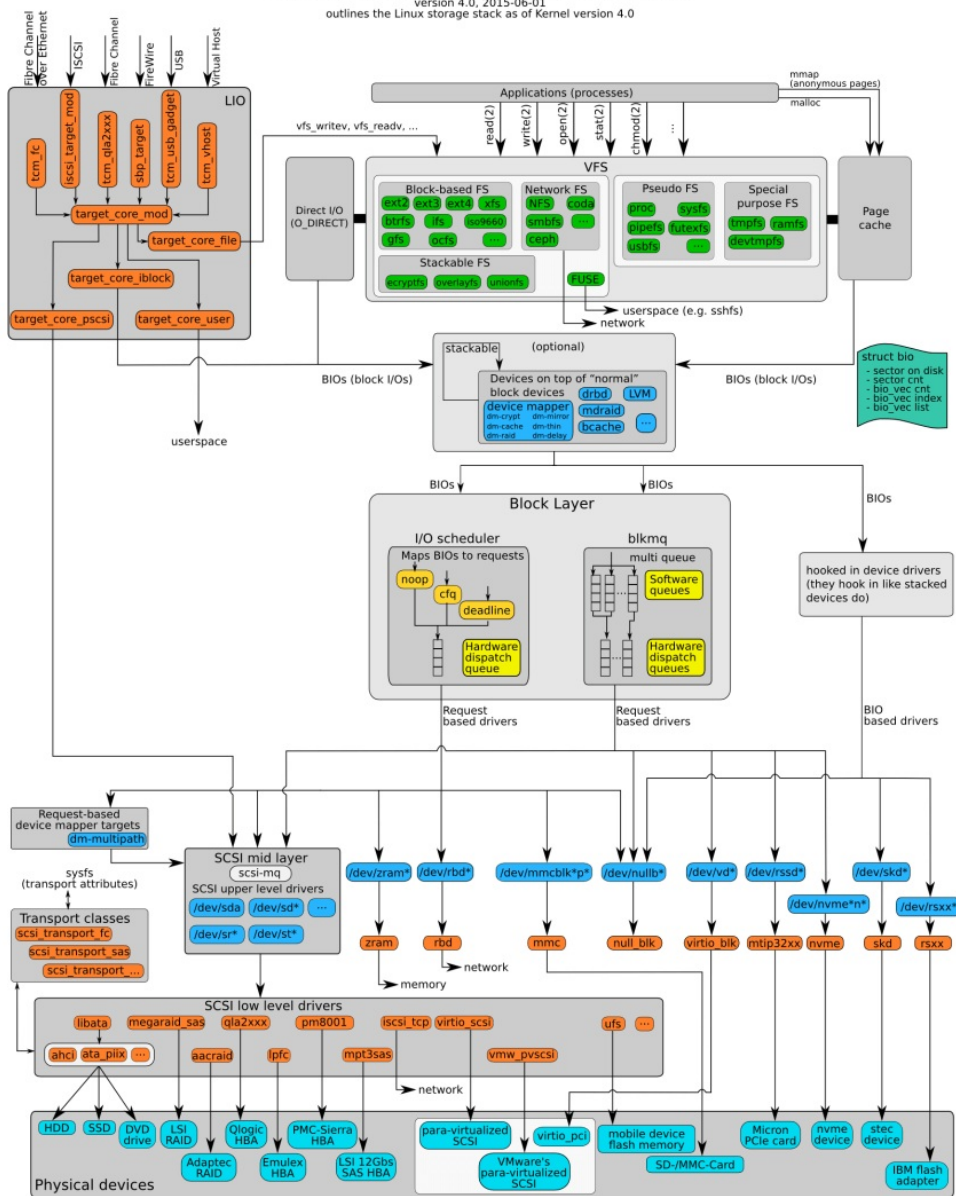 version 4.0, 2015-06-01
outlines the Linux storage stack as of Kernel version 4.0
Fibre Channel
over Ethernet
ISCSI
Fibre Channel
FireWire
USB
Virtual Host
LIO
tcm_fc
iscsi_target_mod
tcm_qla2xxx
sbp_target
tcm_usb_gadget
tcm_vhost
target_core_mod
target_core_file
target_core_iblock
target_core_pscsi
target_core_user
userspace
vfs_writev, vfs_readv, ...
Applications (processes)
mmap
(anonymous pages)
malloc
read(2)
write(2)
open(2)
stat(2)
chmod(2)
...
VFS
Direct I/O
(O_DIRECT)
Block-based FS
ext2
ext3
ext4
xfs
btrfs
ifs
iso9660
gfs
ocfs
...
Network FS
NFS
coda
smbfs
...
ceph
Pseudo FS
proc
sysfs
pipefs
futexfs
usbfs
...
Special
purpose FS
tmpfs
ramfs
devtmpfs
Page
cache
Stackable FS
ecryptfs
overlayfs
unionfs
FUSE
userspace (e.g. sshfs)
network
BIOs (block I/Os)
BIOs (block I/Os)
stackable
(optional)
Devices on top of “normal”
block devices
device mapper
dm-crypt
dm-mirror
dm-cache
dm-thin
dm-raid
dm-delay
drbd
LVM
mdraid
bcache
...
struct bio
- sector on disk
- sector cnt
- bio_vec cnt
- bio_vec index
- bio_vec list
BIOs
BIOs
BIOs
Block Layer
I/O scheduler
Maps BIOs to requests
noop
cfq
deadline
Hardware
dispatch
queue
blkmq
multi queue
Software
queues
Hardware
dispatch
queues
hooked in device drivers
(they hook in like stacked
devices do)
Request
based drivers
Request
based drivers
BIO
based drivers
Request-based
device mapper targets
dm-multipath
sysfs
(transport attributes)
Transport classes
scsi_transport_fc
scsi_transport_sas
scsi_transport_...
SCSI mid layer
scsi-mq
SCSI upper level drivers
/dev/sda
/dev/sd*
...
/dev/sr*
/dev/st*
/dev/zram*
/dev/rbd*
/dev/mmcblk*p*
/dev/nullb*
/dev/vd*
/dev/rssd*
/dev/skd*
/dev/nvme*n*
/dev/rsxx*
zram
rbd
mmc
null_blk
virtio_blk
mtip32xx
nvme
skd
rsxx
network
memory
SCSI low level drivers
libata
megaraid_sas
qla2xxx
pm8001
iscsi_tcp
virtio_scsi
ufs
...
ahci
ata_piix
...
aacraid
lpfc
mpt3sas
vmw_pvscsi
network
HDD
SSD
DVD
drive
LSI
RAID
Adaptec
RAID
Qlogic
HBA
Emulex
HBA
PMC-Sierra
HBA
LSI 12Gbs
SAS HBA
para-virtualized
SCSI
VMware's
para-virtualized
SCSI
virtio_pci
mobile device
flash memory
SD-/MMC-Card
Micron
PCIe card
nvme
device
stec
device
IBM flash
adapter
Physical devices